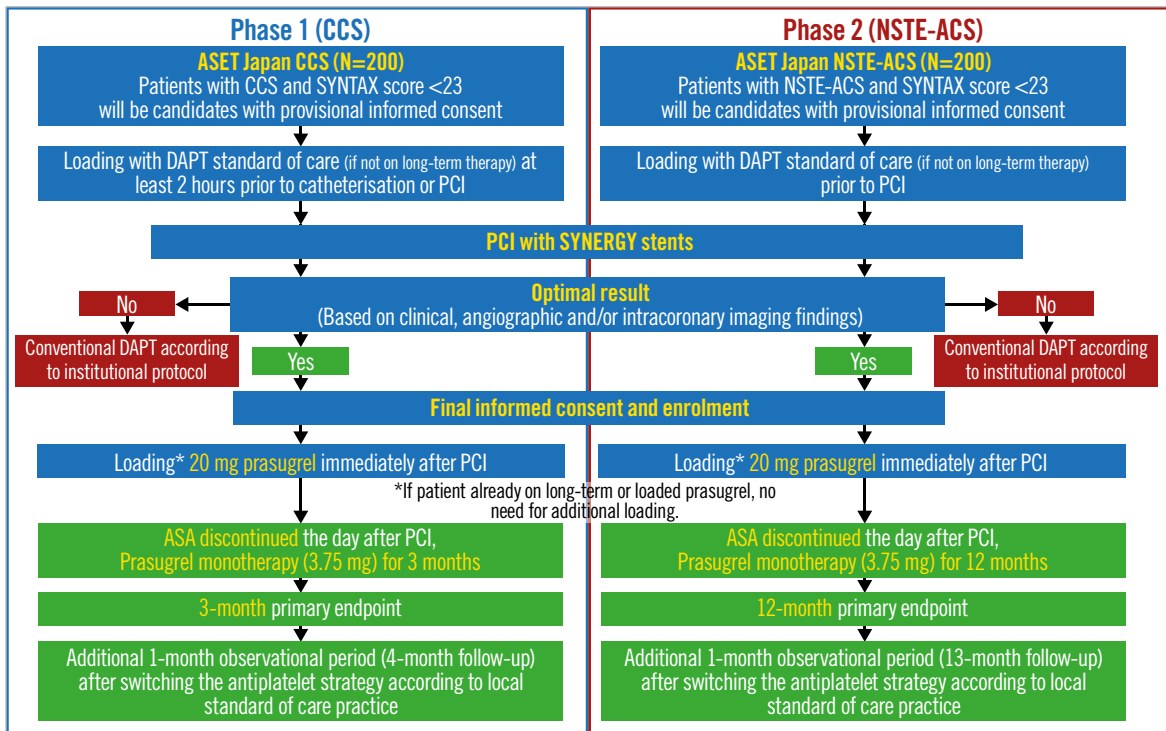 Phase 1 (CCS)
ASET Japan CCS (N=200)
Patients with CCS and SYNTAX score <23
will be candidates with provisional informed consent
Loading with DAPT standard of care (if not on long-term therapy) at
least 2 hours prior to catheterisation or PCI
Phase 2 (NSTE-ACS)
ASET Japan NSTE-ACS (N=200)
Patients with NSTE-ACS and SYNTAX score <23
will be candidates with provisional informed consent
Loading with DAPT standard of care (if not on long-term therapy)
prior to PCI
PCI with SYNERGY stents
Optimal result
(Based on clinical, angiographic and/or intracoronary imaging findings)
No
Conventional DAPT according
to institutional protocol
Yes
No
Conventional DAPT according
to institutional protocol
Yes
Final informed consent and enrolment
Loading* 20 mg prasugrel immediately after PCI
Loading* 20 mg prasugrel immediately after PCI
*If patient already on long-term or loaded prasugrel, no
need for additional loading.
ASA discontinued the day after PCI,
Prasugrel monotherapy (3.75 mg) for 3 months
3-month primary endpoint
Additional 1-month observational period (4-month follow-up)
after switching the antiplatelet strategy according to local
standard of care practice
ASA discontinued the day after PCI,
Prasugrel monotherapy (3.75 mg) for 12 months
12-month primary endpoint
Additional 1-month observational period (13-month follow-up)
after switching the antiplatelet strategy according to local
standard of care practice